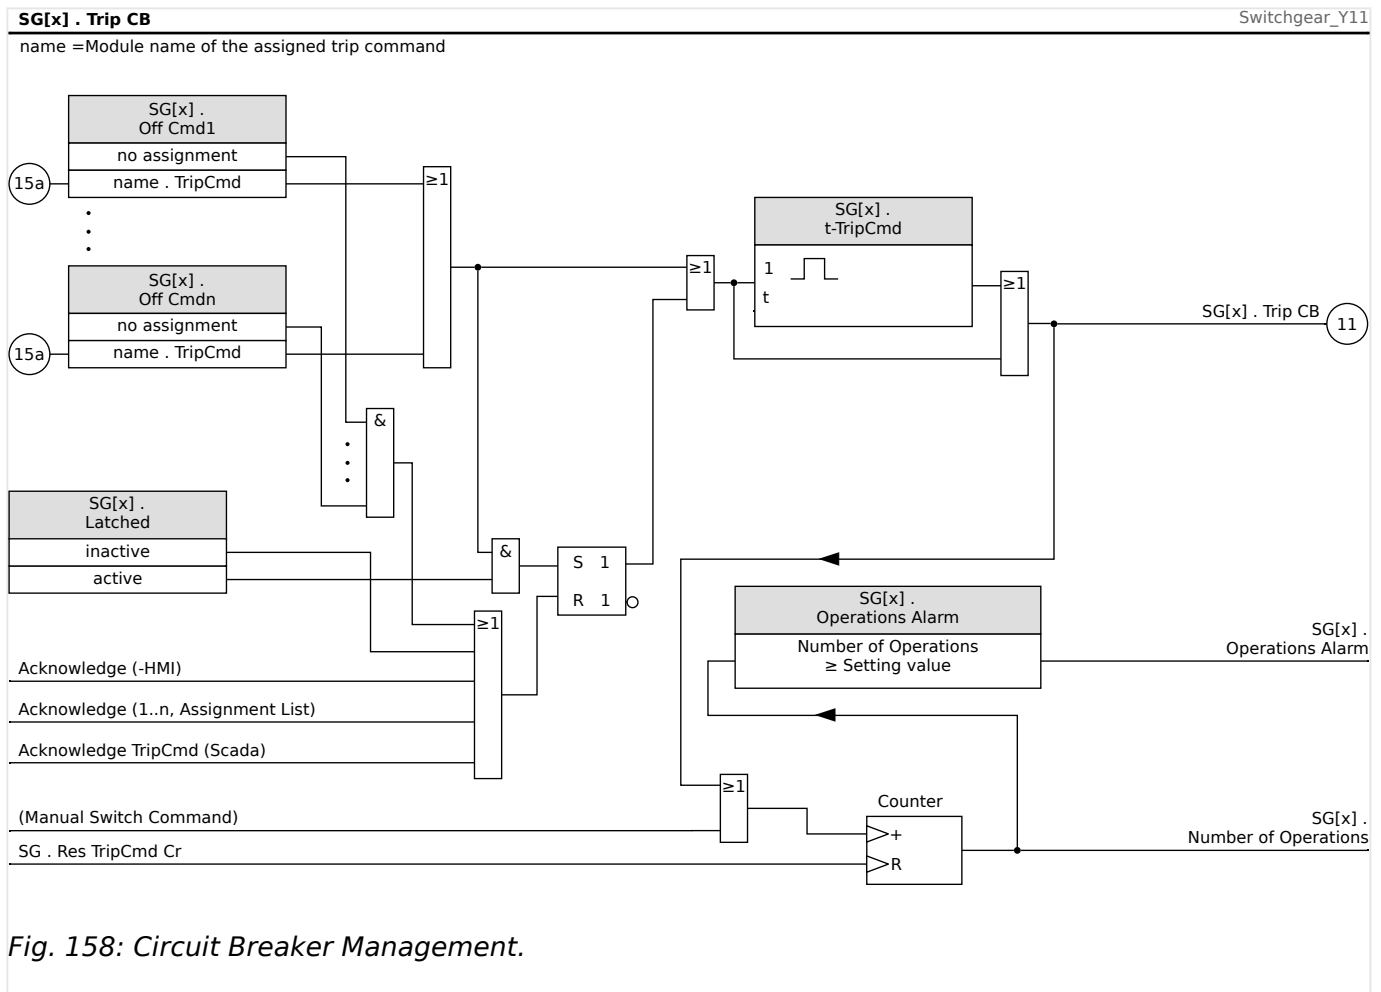 SG[x] . Trip CB
Switchgear_Y11
name =Module name of the assigned trip command
SG[x] .
Off Cmd1
no assignment
15a
name . TripCmd
SG[x] .
Off Cmdn
no assignment
15a
name . TripCmd
≥1
&
SG[x] .
Latched
inactive
active
&
S 1
R 1
≥1
≥1
SG[x] .
t-TripCmd
1
t
≥1
SG[x] . Trip CB
11
SG[x] .
Operations Alarm
Number of Operations
≥ Setting value
SG[x] .
Operations Alarm
Acknowledge (-HMI)
Acknowledge (1..n, Assignment List)
Acknowledge TripCmd (Scada)
(Manual Switch Command)
SG . Res TripCmd Cr
≥1
Counter
+
R
SG[x] .
Number of Operations
Fig. 158: Circuit Breaker Management.